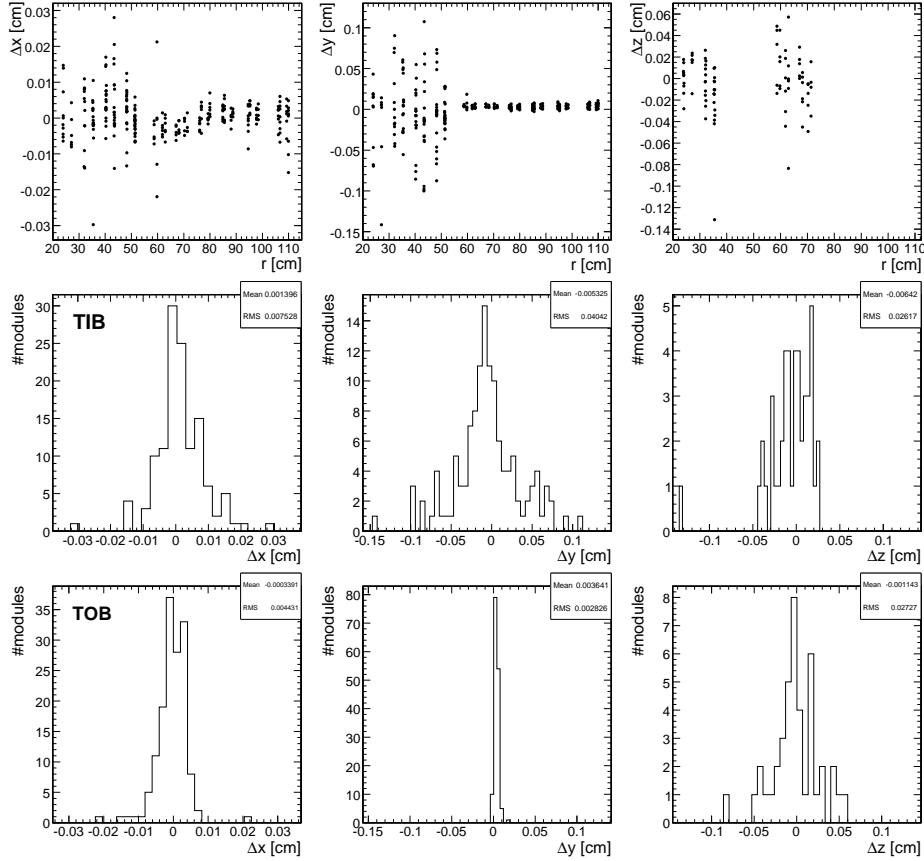 Δx [cm]
0.03
0.02
0.01
0
-0.01
-0.02
-0.03
20 30 40 50 60 70 80 90 100 110
r [cm]
Δy [cm]
0.1
0.05
0
-0.05
-0.1
-0.15
20 30 40 50 60 70 80 90 100 110
r [cm]
Δz [cm]
0.06
0.04
0.02
0
-0.02
-0.04
-0.06
-0.08
-0.1
-0.12
-0.14
20 30 40 50 60 70 80 90 100 110
r [cm]
#modules
30
25
20
15
10
5
0
TIB
Mean 0.001396
RMS 0.007528
-0.03 -0.02 -0.01 0 0.01 0.02 0.03
Δx [cm]
#modules
14
12
10
8
6
4
2
0
Mean -0.005325
RMS 0.04042
-0.15 -0.1 -0.05 0 0.05 0.1
Δy [cm]
#modules
5
4
3
2
1
0
Mean -0.00642
RMS 0.02617
-0.1 -0.05 0 0.05 0.1
Δz [cm]
#modules
35
30
25
20
15
10
5
0
TOB
Mean -0.0003391
RMS 0.004431
-0.03 -0.02 -0.01 0 0.01 0.02 0.03
Δx [cm]
#modules
80
70
60
50
40
30
20
10
0
Mean 0.003641
RMS 0.002826
-0.15 -0.1 -0.05 0 0.05 0.1
Δy [cm]
#modules
8
7
6
5
4
3
2
1
0
Mean -0.001143
RMS 0.02727
-0.1 -0.05 0 0.05 0.1
Δz [cm]